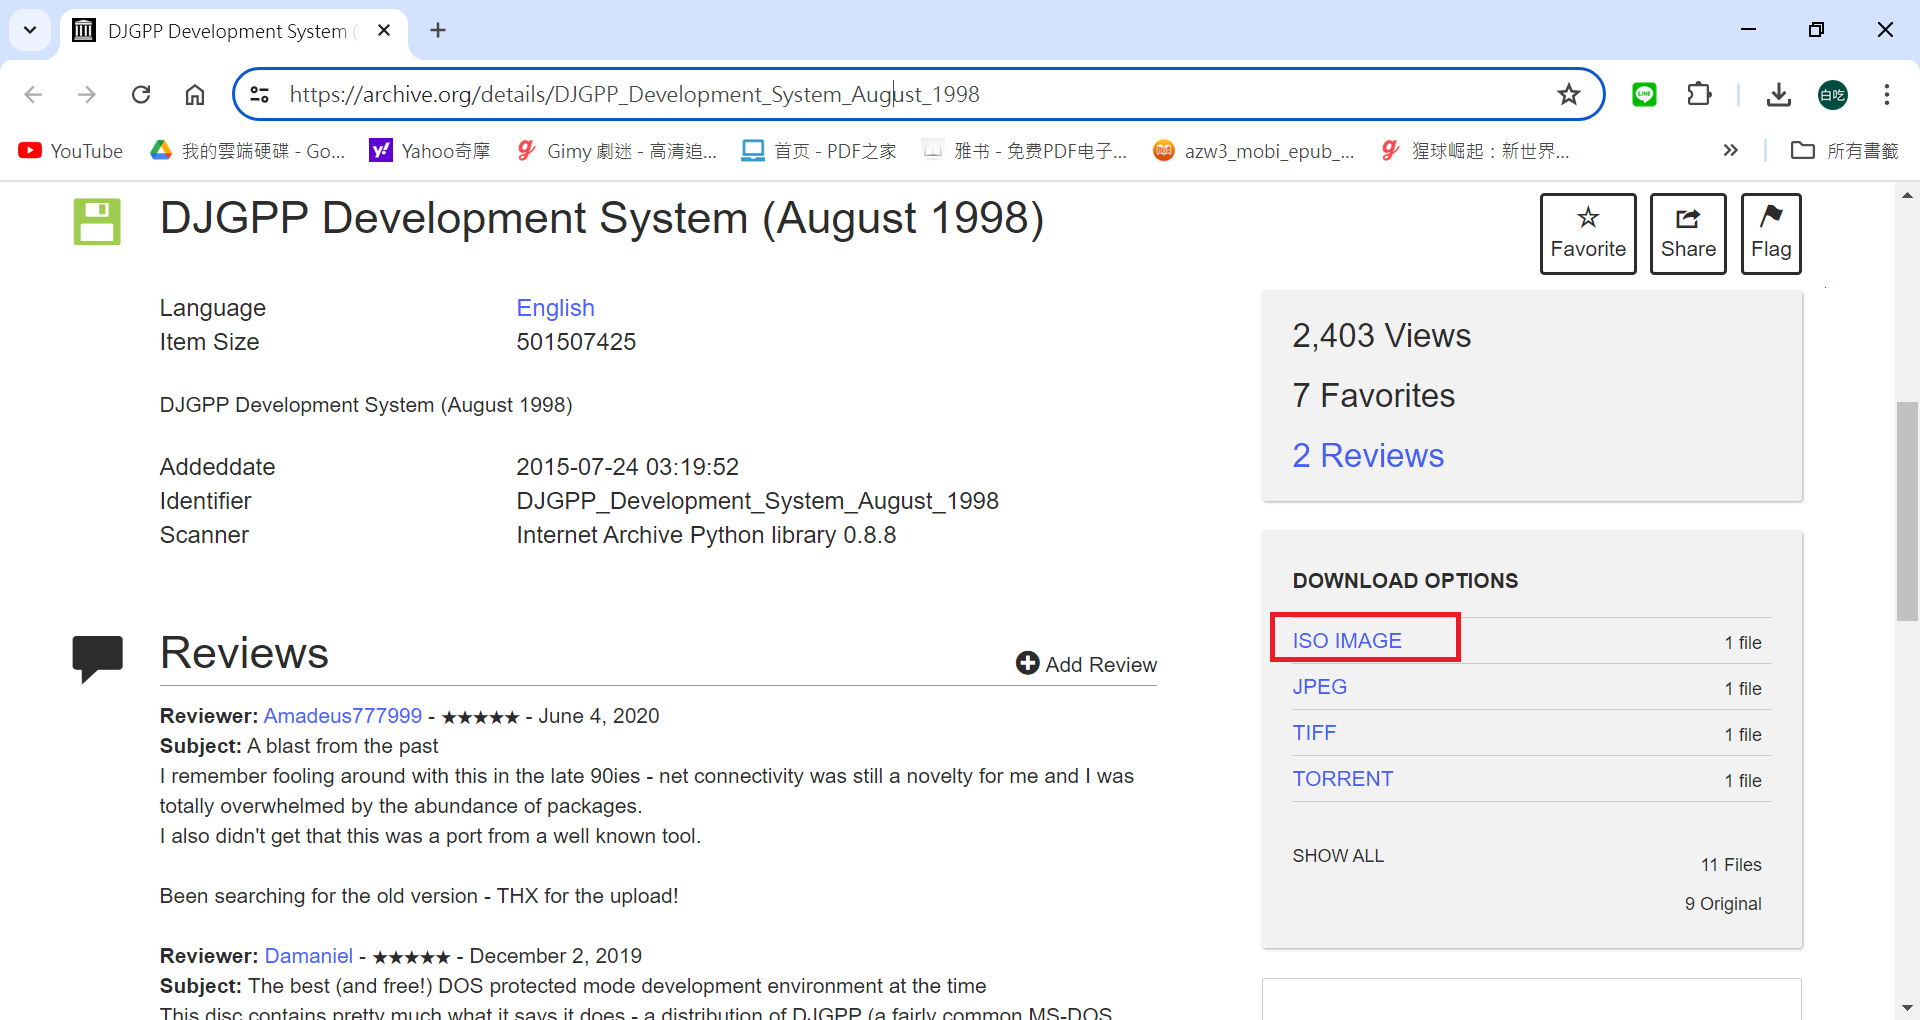 DJGPP Development System (
https://archive.org/details/DJGPP_Development_System_August_1998
LINE
白吃
YouTube
我的雲端硬碟 - Go...
Yahoo奇摩
Gimy 劇迷 - 高清追...
首页 - PDF之家
雅书 - 免费PDF电子...
azw3_mobi_epub_...
猩球崛起：新世界...
所有書籤
DJGPP Development System (August 1998)
Favorite
Share
Flag
Language English
Item Size 501507425
DJGPP Development System (August 1998)
Addeddate 2015-07-24 03:19:52
Identifier DJGPP_Development_System_August_1998
Scanner Internet Archive Python library 0.8.8
2,403 Views
7 Favorites
2 Reviews
DOWNLOAD OPTIONS
ISO IMAGE 1 file
JPEG 1 file
TIFF 1 file
TORRENT 1 file
SHOW ALL 11 Files
9 Original
Reviews
Add Review
Reviewer: Amadeus777999 - ★★★★★ - June 4, 2020
Subject: A blast from the past
I remember fooling around with this in the late 90ies - net connectivity was still a novelty for me and I was
totally overwhelmed by the abundance of packages.
I also didn't get that this was a port from a well known tool.
Been searching for the old version - THX for the upload!
Reviewer: Damaniel - ★★★★★ - December 2, 2019
Subject: The best (and free!) DOS protected mode development environment at the time
This disc contains pretty much what it says it does - a distribution of DJGPP (a fairly common MS-DOS